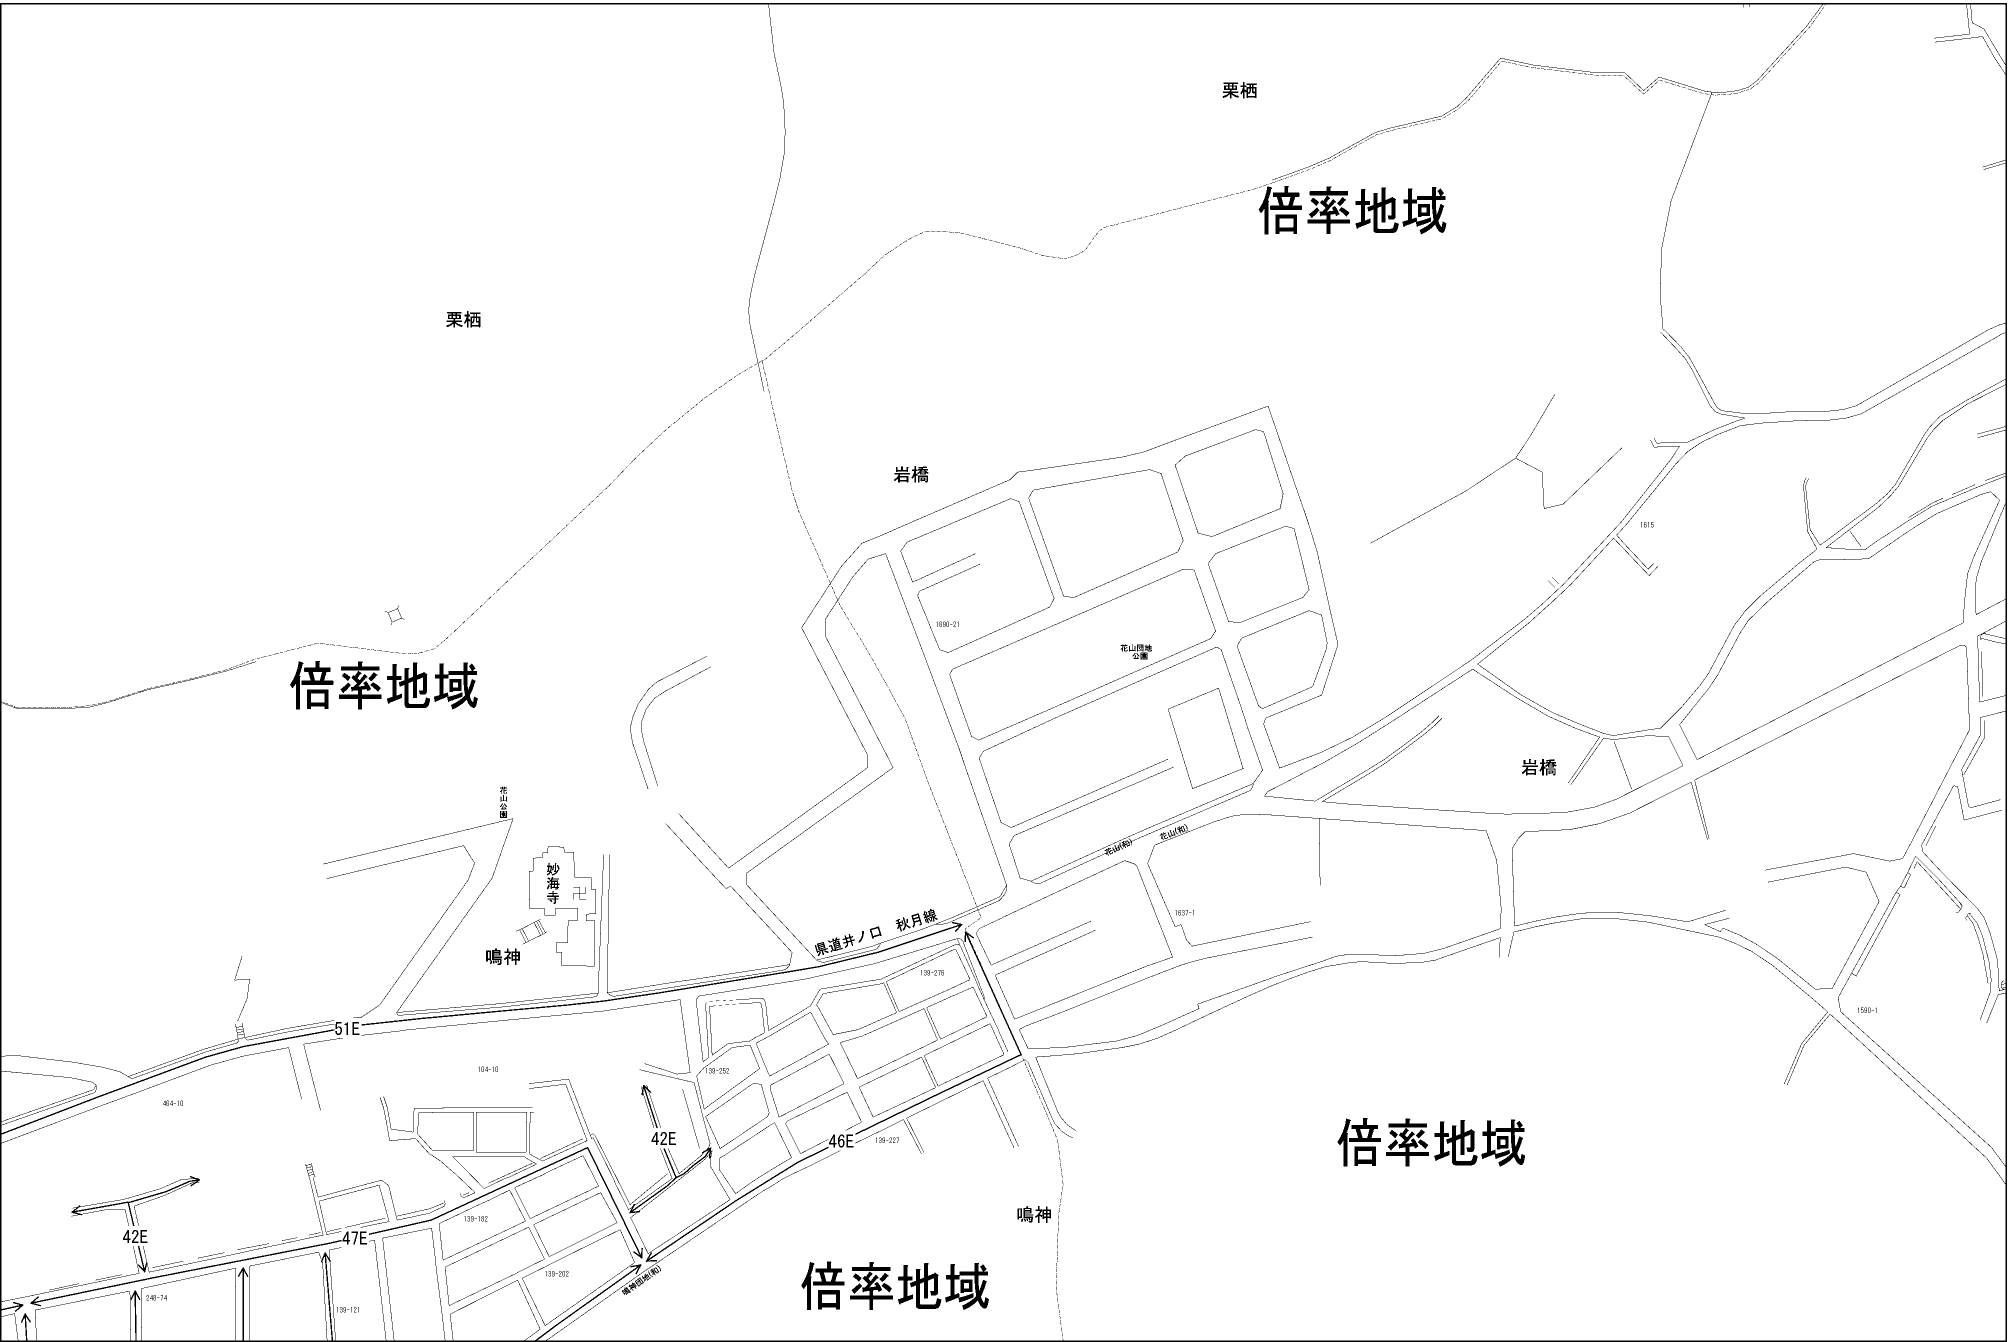 栗栖
倍率地域
栗栖
岩橋
1615
1690-21
花山団地
公園
倍率地域
岩橋
花山公園
花山(和)
花山(和)
妙海寺
1637-1
県道井ノ口 秋月線
鳴神
139-276
1590-1
51E
104-10
139-252
464-10
倍率地域
42E
46E
139-227
139-182
鳴神
42E
47E
139-202
鳴神団地(和)
倍率地域
248-74
139-121